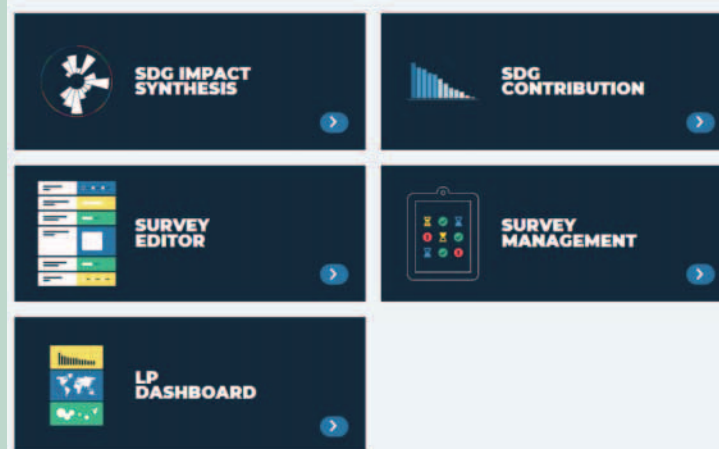 SDG IMPACT
SYNTHESIS
SDG
CONTRIBUTION
SURVEY
EDITOR
SURVEY
MANAGEMENT
LP
DASHBOARD